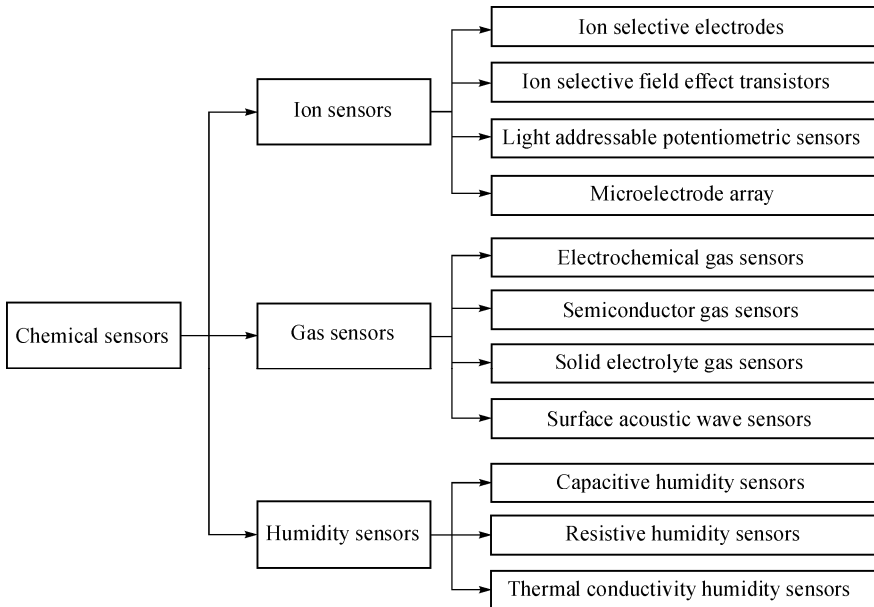 Chemical sensors
Ion sensors
Ion selective electrodes
Ion selective field effect transistors
Light addressable potentiometric sensors
Microelectrode array
Gas sensors
Electrochemical gas sensors
Semiconductor gas sensors
Solid electrolyte gas sensors
Surface acoustic wave sensors
Humidity sensors
Capacitive humidity sensors
Resistive humidity sensors
Thermal conductivity humidity sensors